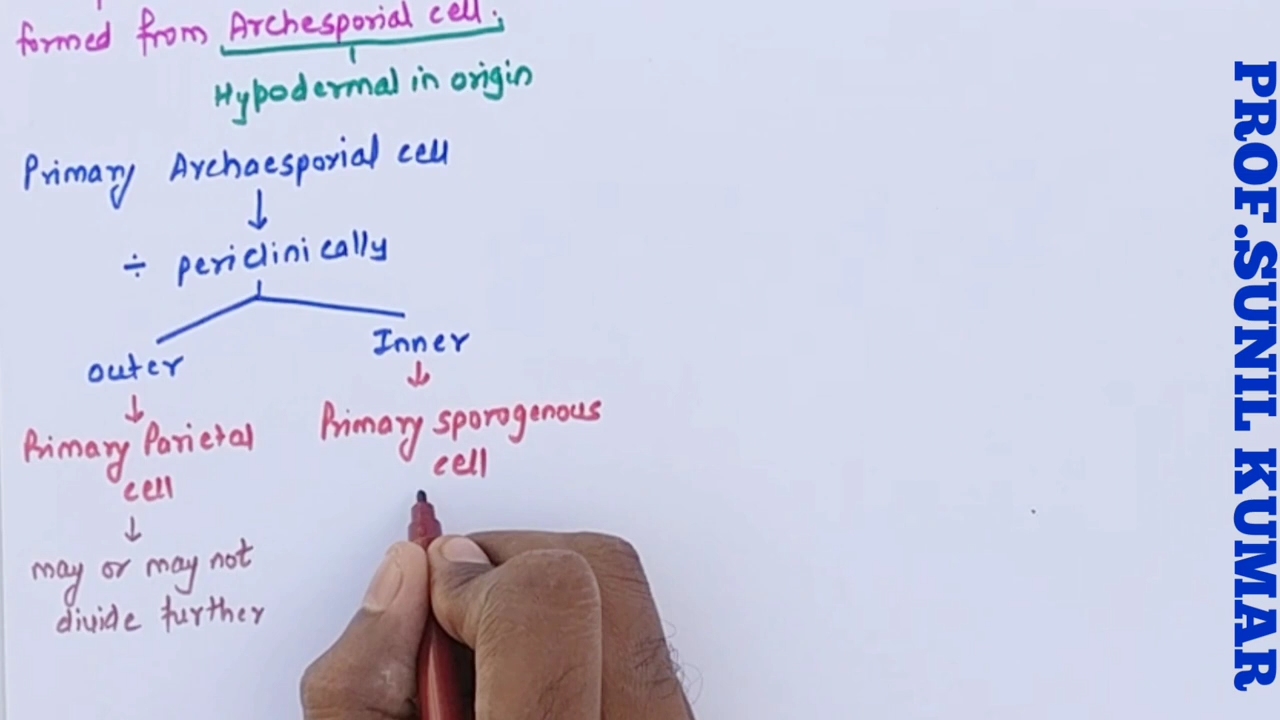 formed from Archesporial cell.
Hypodermal in origin
Primary Archaesporial cell
↓
÷ periclinically
outer
Inner
↓
↓
Primary Parietal
cell
Primary sporogenous
cell
↓
may or may not
divide further
PROF.SUNIL KUMAR